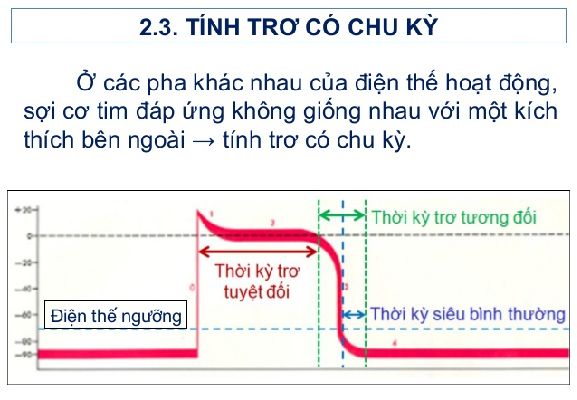 2.3. TÍNH TRƠ CÓ CHU KỲ
Ở các pha khác nhau của điện thế hoạt động,
sợi cơ tim đáp ứng không giống nhau với một kích
thích bên ngoài → tính trơ có chu kỳ.
+20
1
2
Thời kỳ trơ tương đối
0
Thời kỳ trơ
tuyệt đối
-20
-40
0
3
Điện thế ngưỡng
Thời kỳ siêu bình thường
-60
-80
-90
4